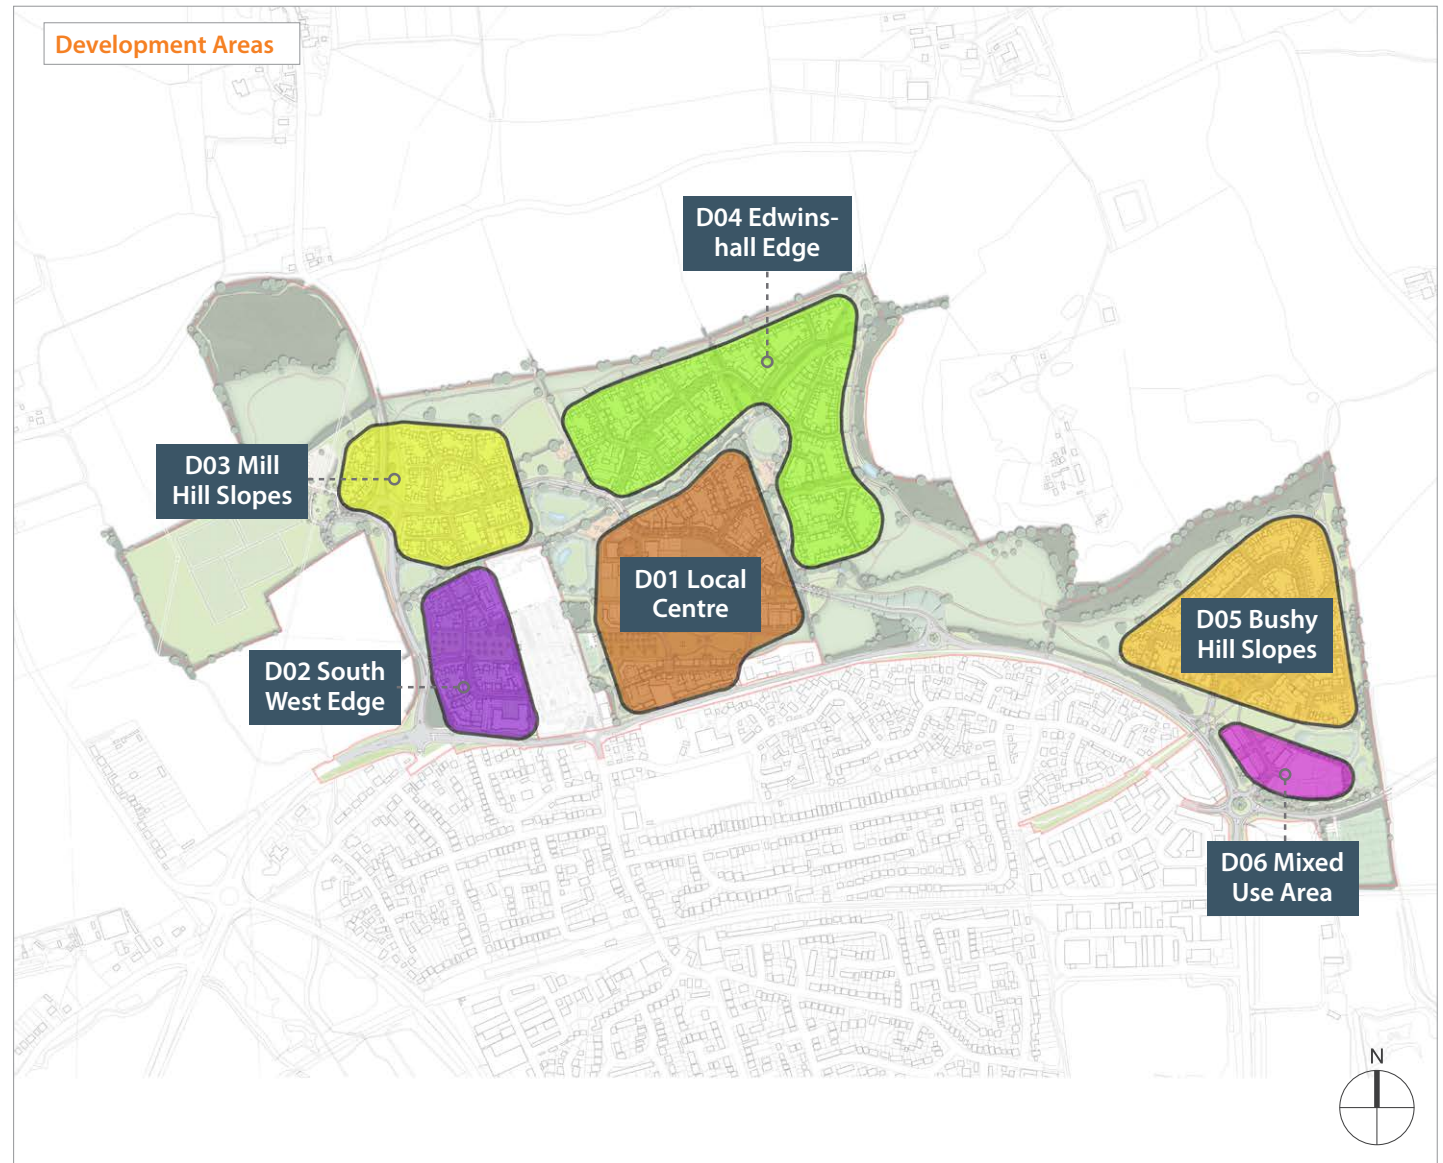 Development Areas
D04 Edwins-
hall Edge
D03 Mill
Hill Slopes
D01 Local
Centre
D05 Bushy
Hill Slopes
D02 South
West Edge
D06 Mixed
Use Area
N